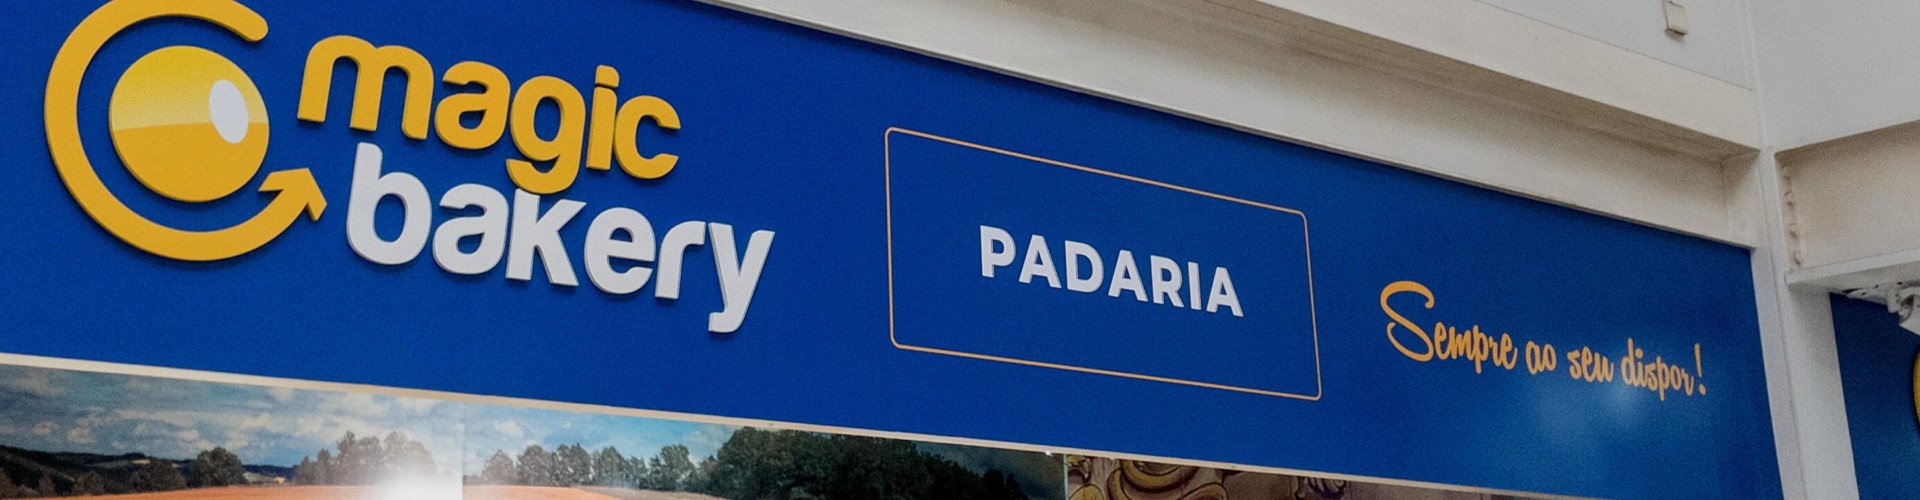 magic
bakery
PADARIA
Sempre ao seu dispor!